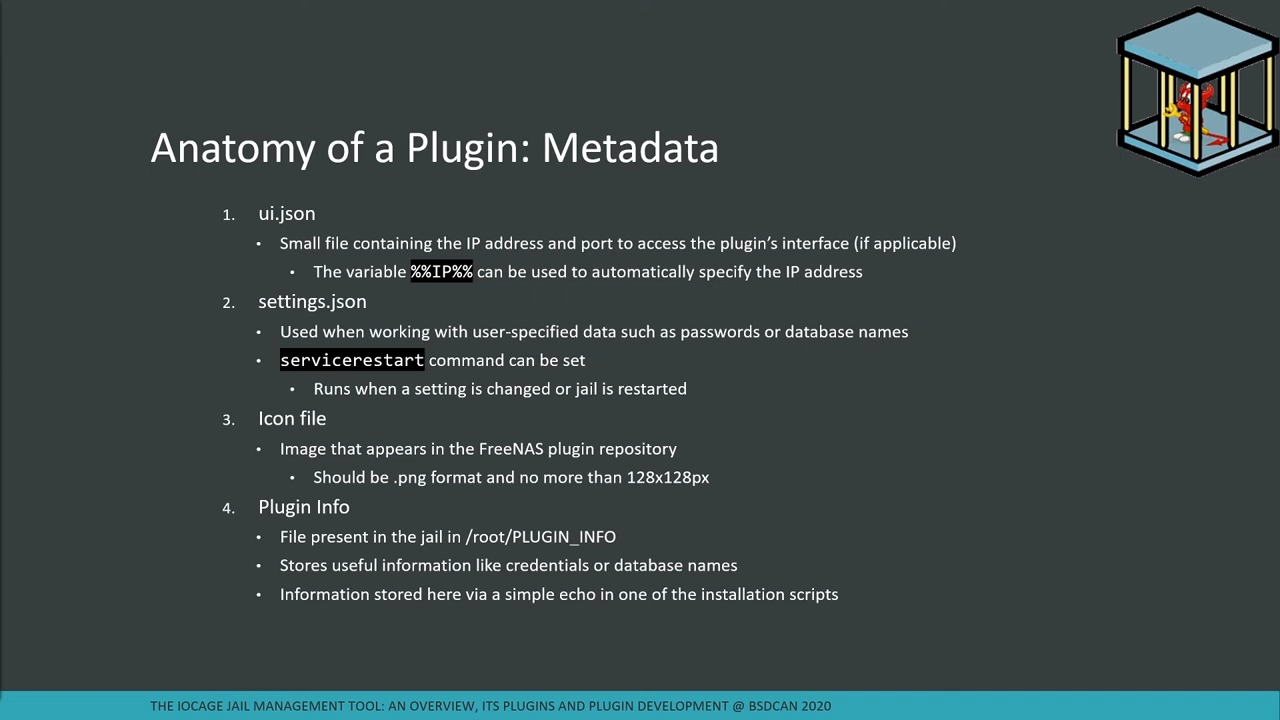 Anatomy of a Plugin: Metadata
1. ui.json
• Small file containing the IP address and port to access the plugin’s interface (if applicable)
• The variable %%IP%% can be used to automatically specify the IP address
2. settings.json
• Used when working with user-specified data such as passwords or database names
• servicerestart command can be set
• Runs when a setting is changed or jail is restarted
3. Icon file
• Image that appears in the FreeNAS plugin repository
• Should be .png format and no more than 128x128px
4. Plugin Info
• File present in the jail in /root/PLUGIN_INFO
• Stores useful information like credentials or database names
• Information stored here via a simple echo in one of the installation scripts
THE IOCAGE JAIL MANAGEMENT TOOL: AN OVERVIEW, ITS PLUGINS AND PLUGIN DEVELOPMENT @ BSDCAN 2020